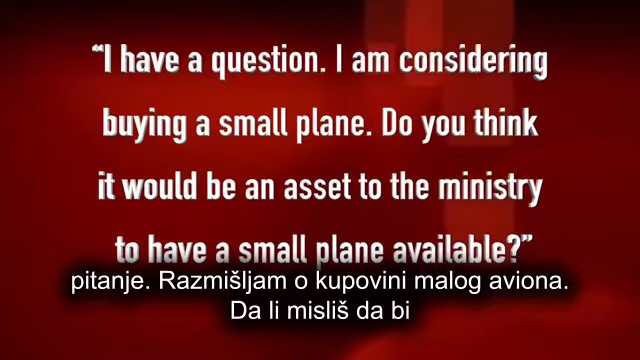 “I have a question. I am considering
buying a small plane. Do you think
it would be an asset to the ministry
to have a small plane available?”
pitanje. Razmišljam o kupovini malog aviona.
Da li misliš da bi